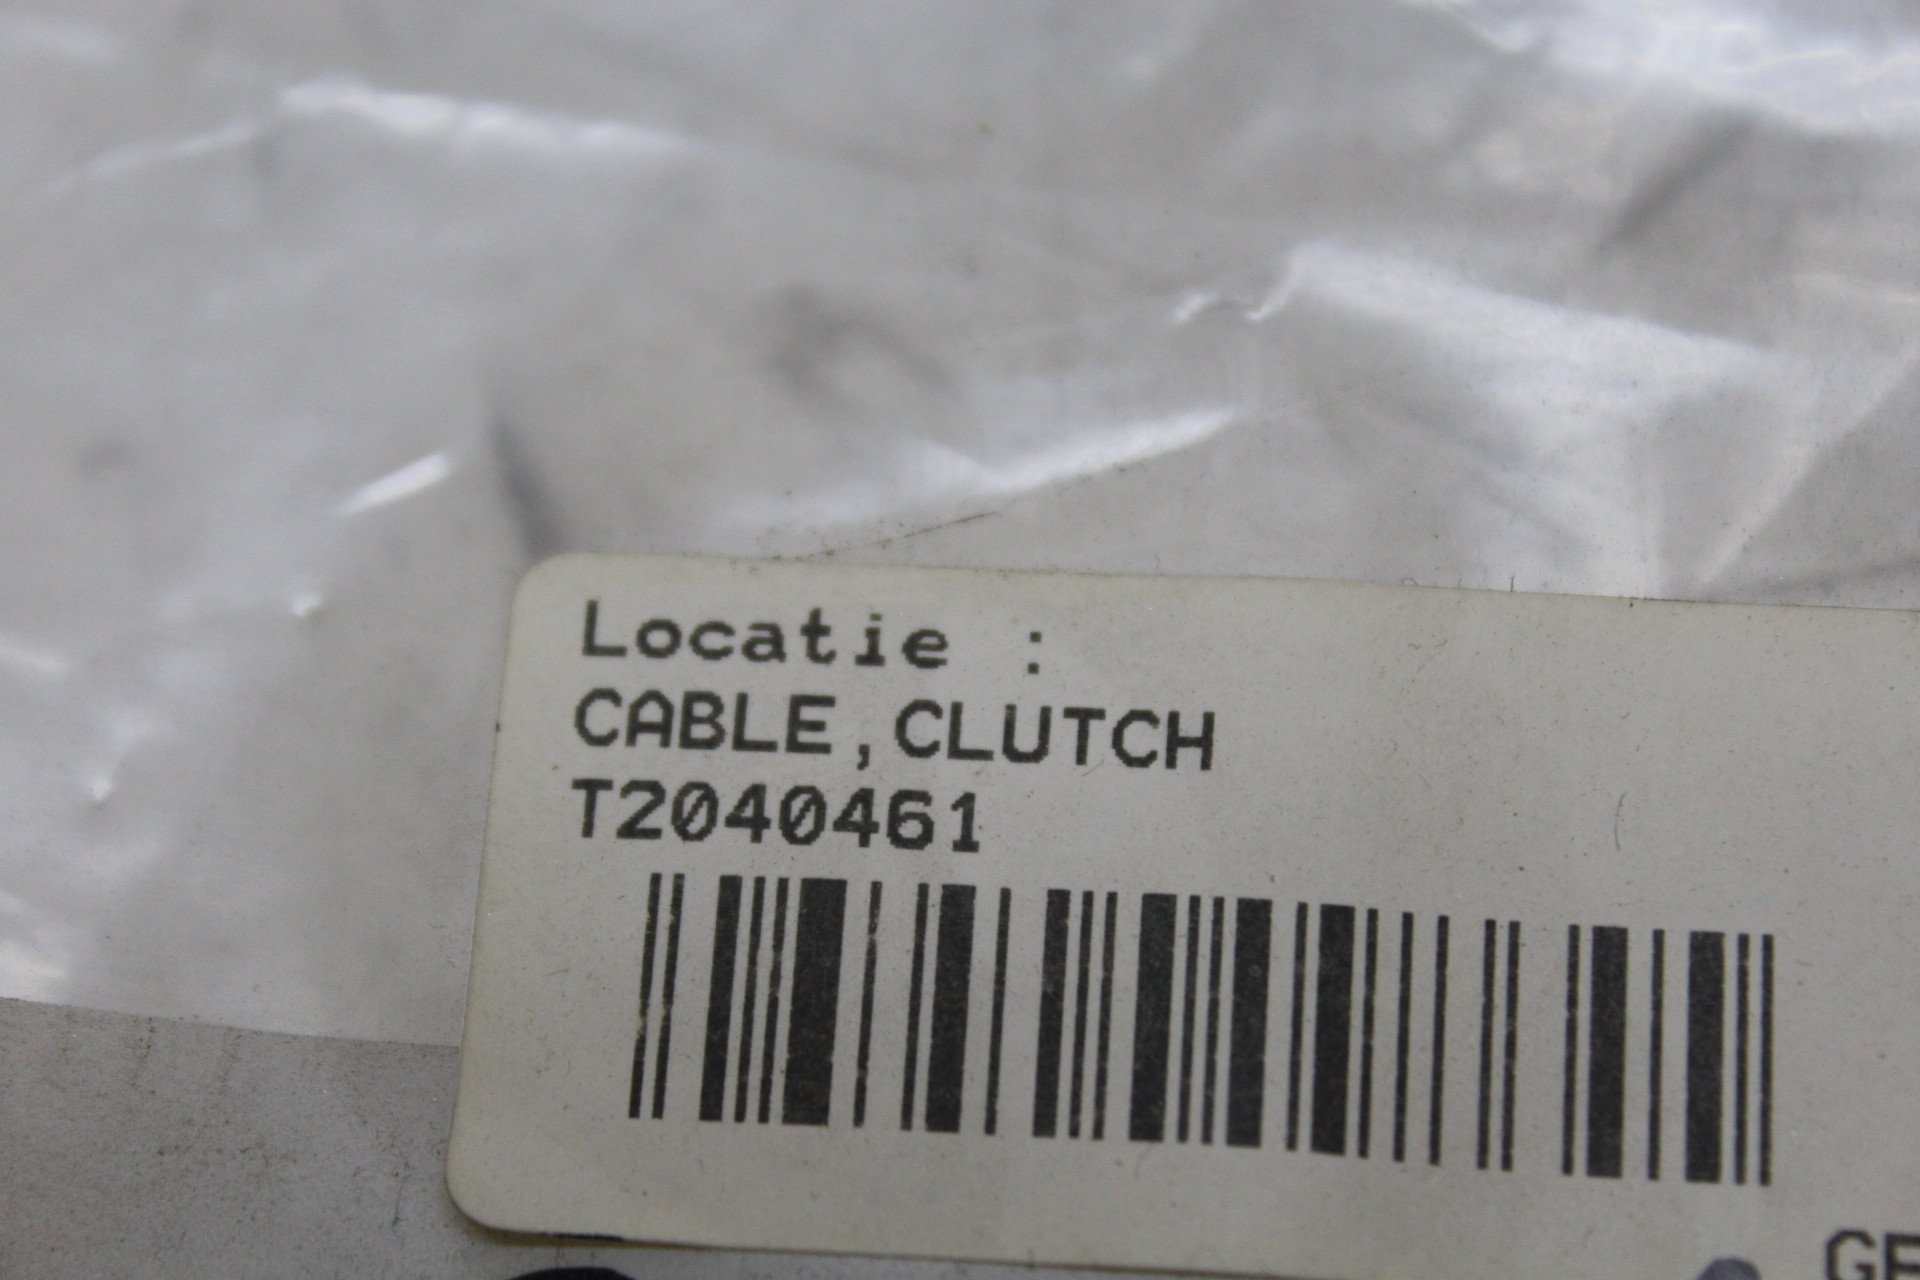 Locatie :
CABLE,CLUTCH
T2040461